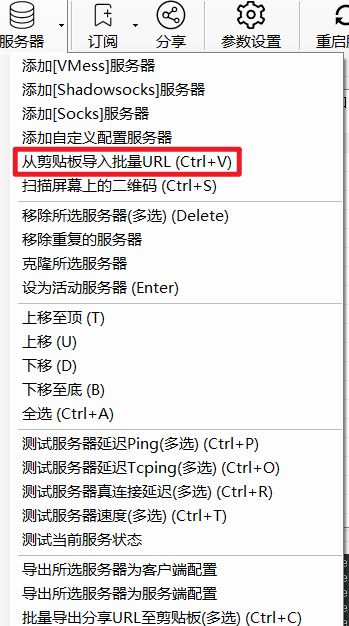 服务器
订阅
分享
参数设置
重启服
添加[VMess]服务器
添加[Shadowsocks]服务器
添加[Socks]服务器
添加自定义配置服务器
从剪贴板导入批量URL (Ctrl+V)
扫描屏幕上的二维码 (Ctrl+S)
移除所选服务器(多选) (Delete)
移除重复的服务器
克隆所选服务器
设为活动服务器 (Enter)
上移至顶 (T)
上移 (U)
下移 (D)
下移至底 (B)
全选 (Ctrl+A)
测试服务器延迟Ping(多选) (Ctrl+P)
测试服务器延迟Tcping(多选) (Ctrl+O)
测试服务器真连接延迟(多选) (Ctrl+R)
测试服务器速度(多选) (Ctrl+T)
测试当前服务状态
导出所选服务器为客户端配置
导出所选服务器为服务端配置
批量导出分享URL至剪贴板(多选) (Ctrl+C)